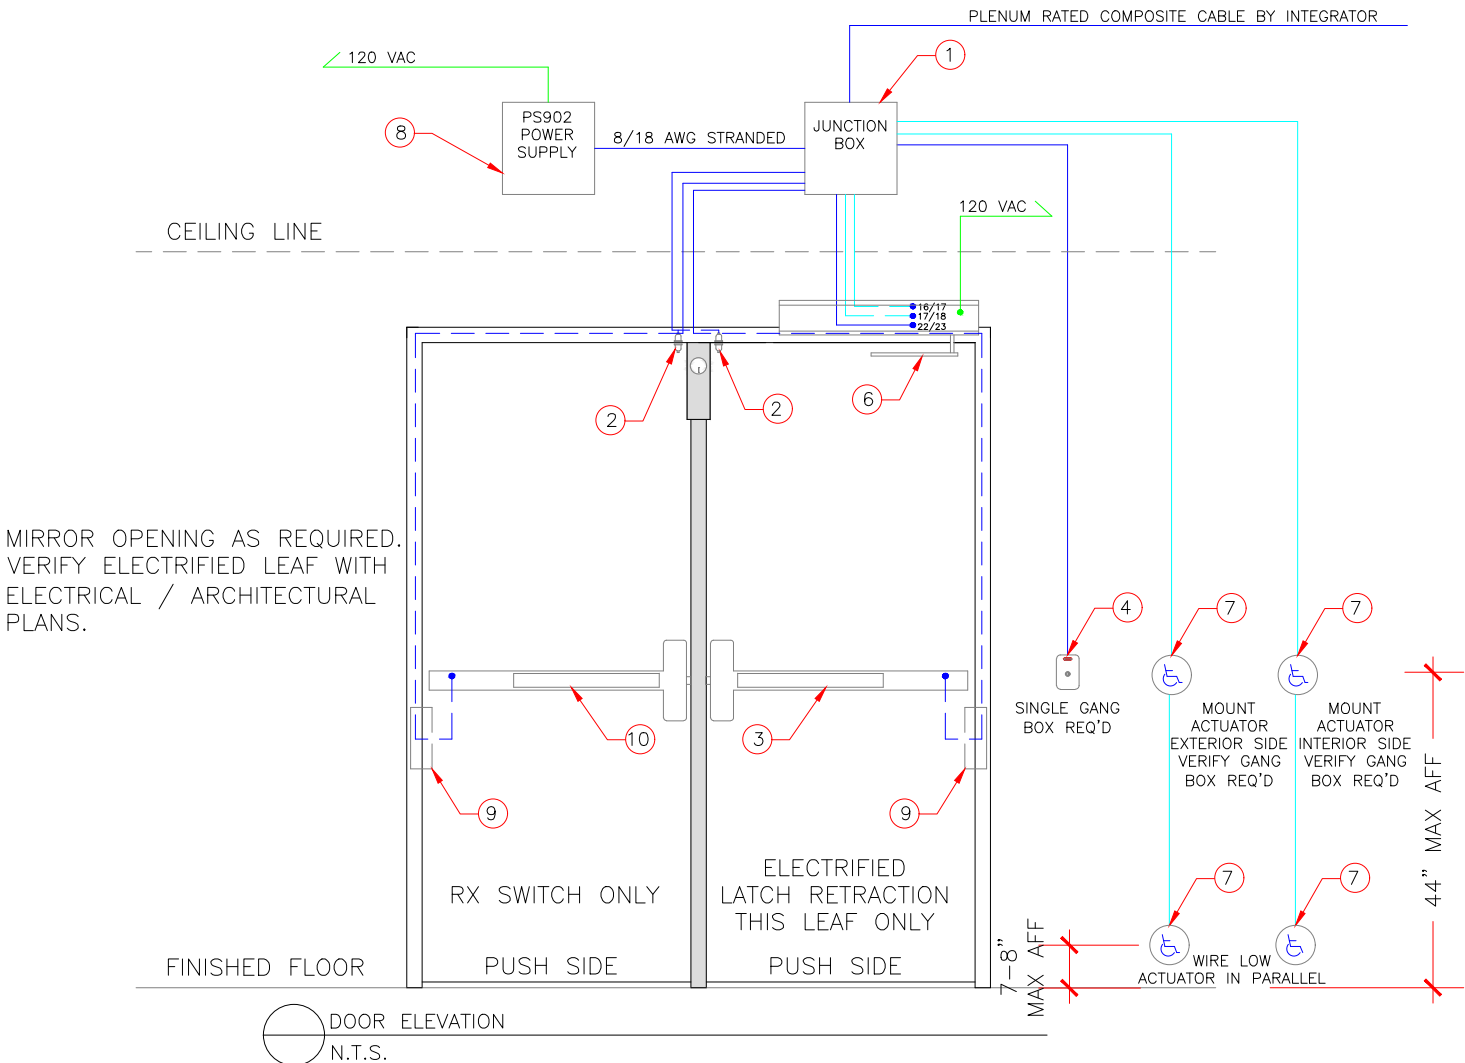 PLENUM RATED COMPOSITE CABLE BY INTEGRATOR
120 VAC
1
PS902
POWER
SUPPLY
8
8/18 AWG STRANDED
JUNCTION
BOX
120 VAC
CEILING LINE
16/17
17/18
22/23
2
2
6
MIRROR OPENING AS REQUIRED.
VERIFY ELECTRIFIED LEAF WITH
ELECTRICAL / ARCHITECTURAL
PLANS.
4
7
7
10
3
SINGLE GANG
BOX REQ'D
MOUNT
ACTUATOR
EXTERIOR SIDE
VERIFY GANG
BOX REQ'D
MOUNT
ACTUATOR
INTERIOR SIDE
VERIFY GANG
BOX REQ'D
9
9
44" MAX AFF
RX SWITCH ONLY
ELECTRIFIED
LATCH RETRACTION
THIS LEAF ONLY
7
7
7-8"
MAX AFF
WIRE LOW
ACTUATOR IN PARALLEL
FINISHED FLOOR
PUSH SIDE
PUSH SIDE
DOOR ELEVATION
N.T.S.